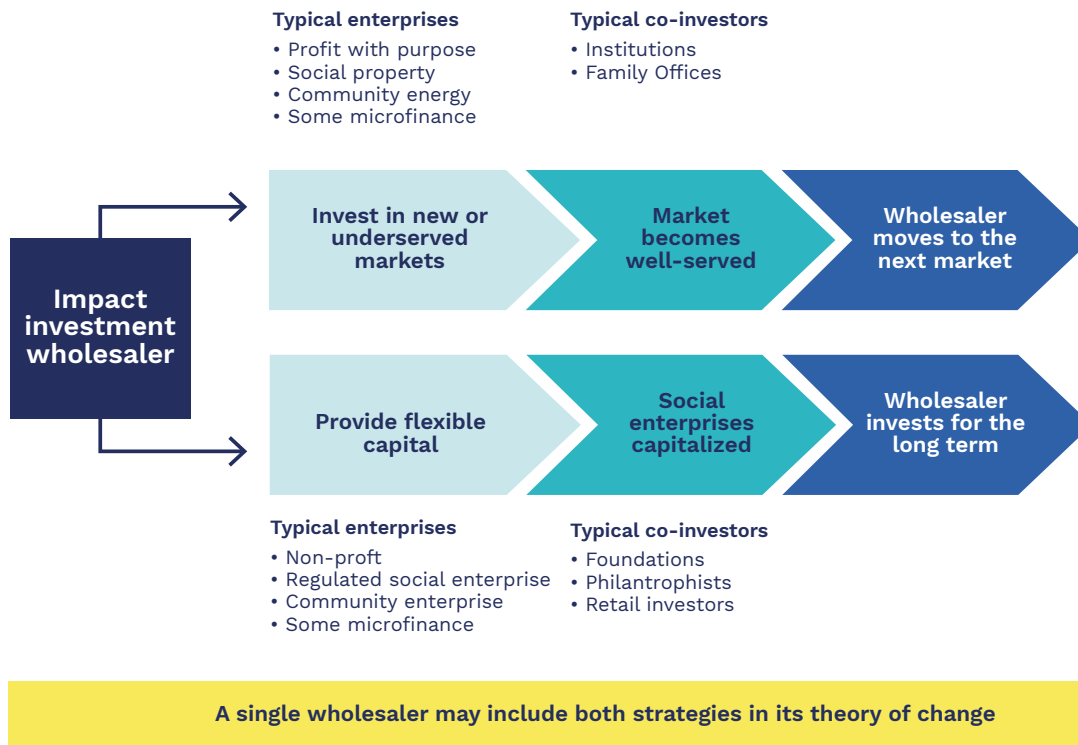 Typical enterprises
• Profit with purpose
• Social property
• Community energy
• Some microfinance
Typical co-investors
• Institutions
• Family Offices
Impact
investment
wholesaler
Invest in new or
underserved
markets
Market
becomes
well-served
Wholesaler
moves to the
next market
Provide flexible
capital
Social
enterprises
capitalized
Wholesaler
invests for the
long term
Typical enterprises
• Non-proft
• Regulated social enterprise
• Community enterprise
• Some microfinance
Typical co-investors
• Foundations
• Philantrophists
• Retail investors
A single wholesaler may include both strategies in its theory of change